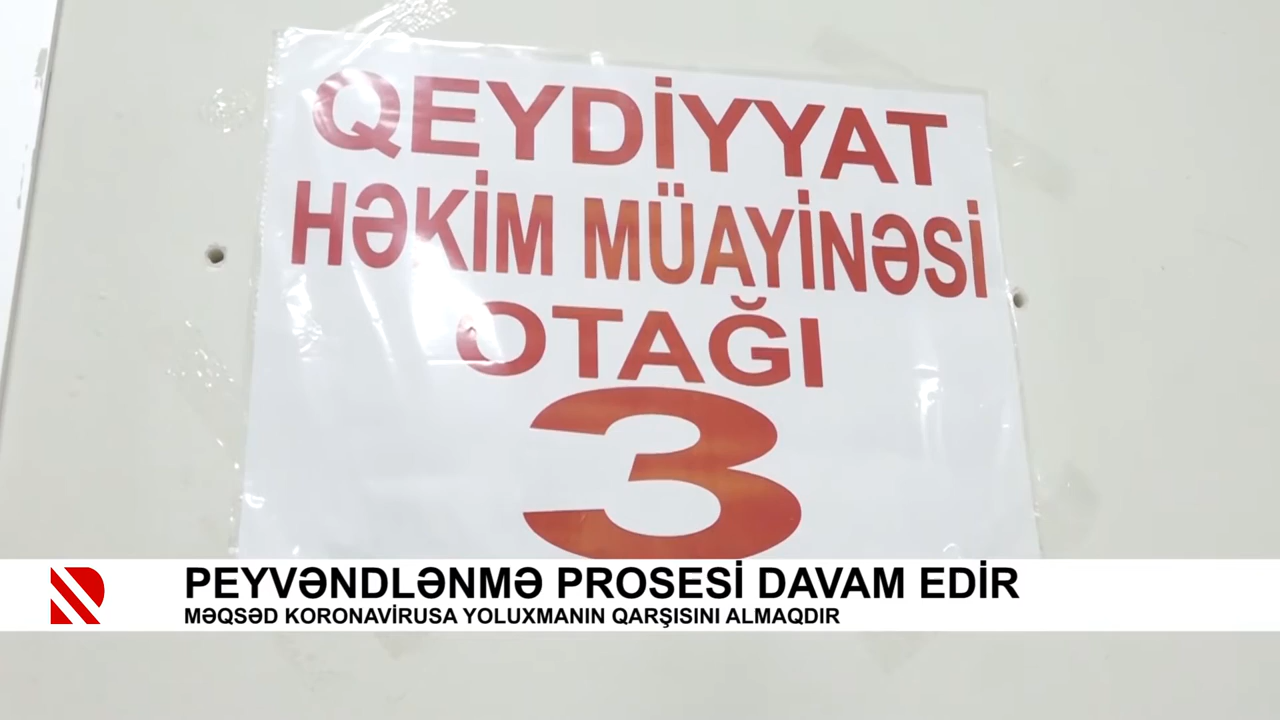 QEYDİYYAT
HƏKİM MÜAYİNƏSİ
OTAĞI
3
PEYVƏNDLƏNMƏ PROSESİ DAVAM EDİR
MƏQSƏD KORONAVİRUSA YOLUXMANIN QARŞISINI ALMAQDIR